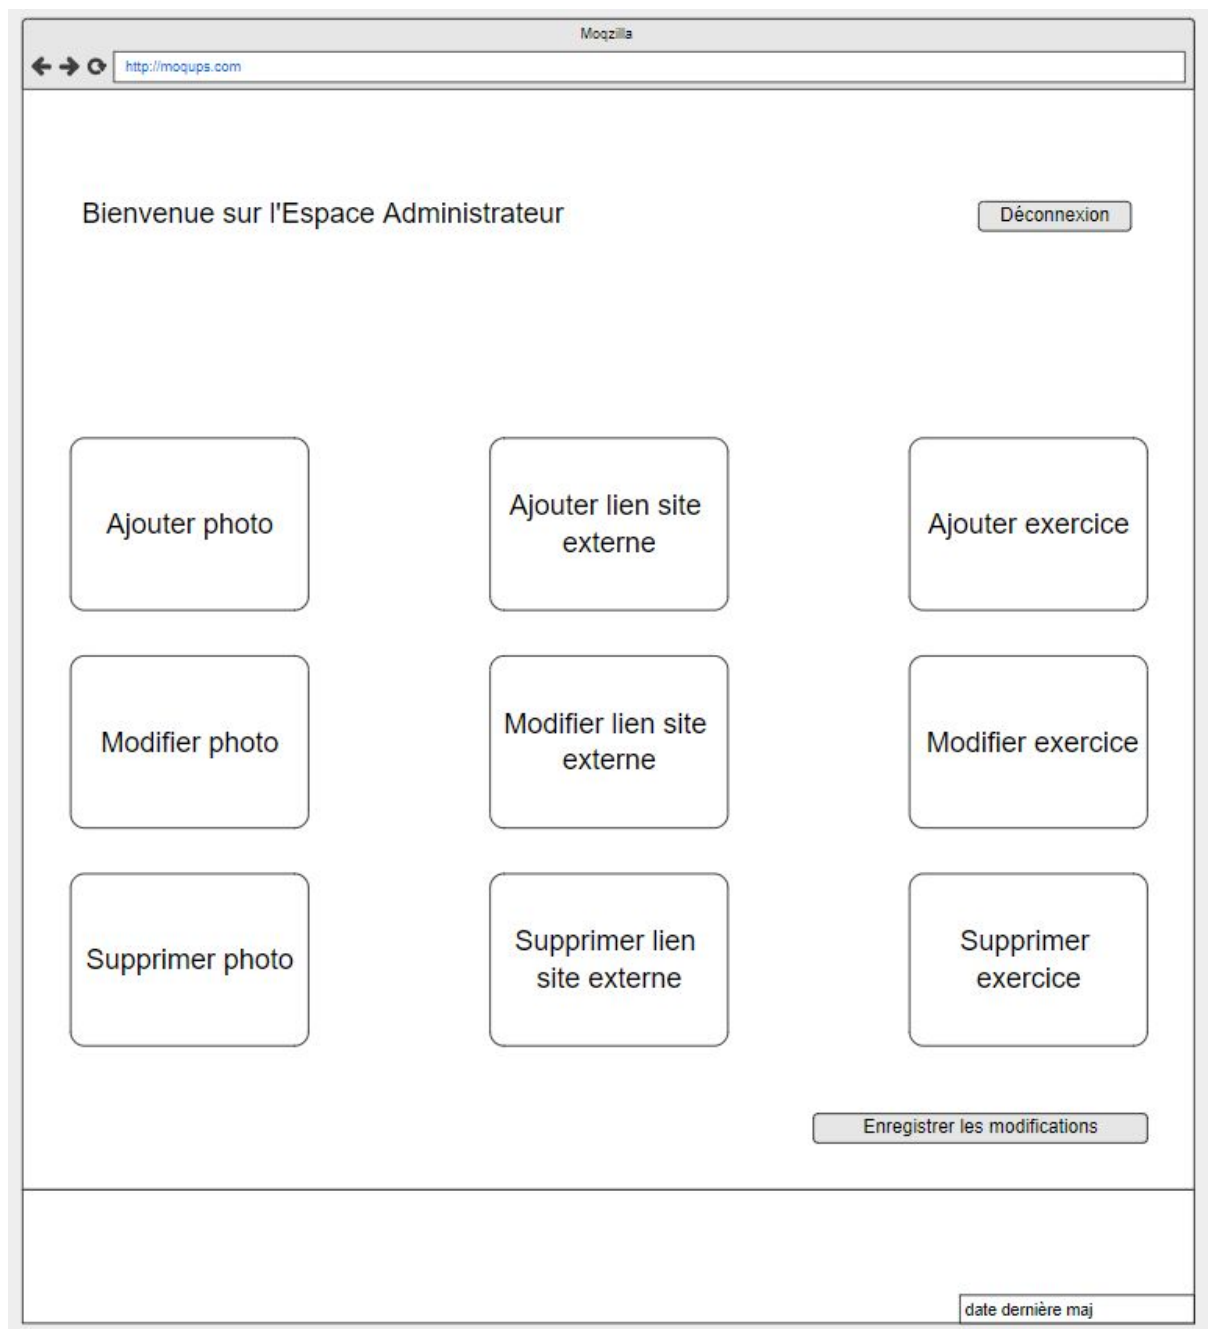 Moqzilla
http://moqups.com
Bienvenue sur l'Espace Administrateur
Déconnexion
Ajouter photo
Ajouter lien site
externe
Ajouter exercice
Modifier photo
Modifier lien site
externe
Modifier exercice
Supprimer photo
Supprimer lien
site externe
Supprimer
exercice
Enregistrer les modifications
date dernière maj